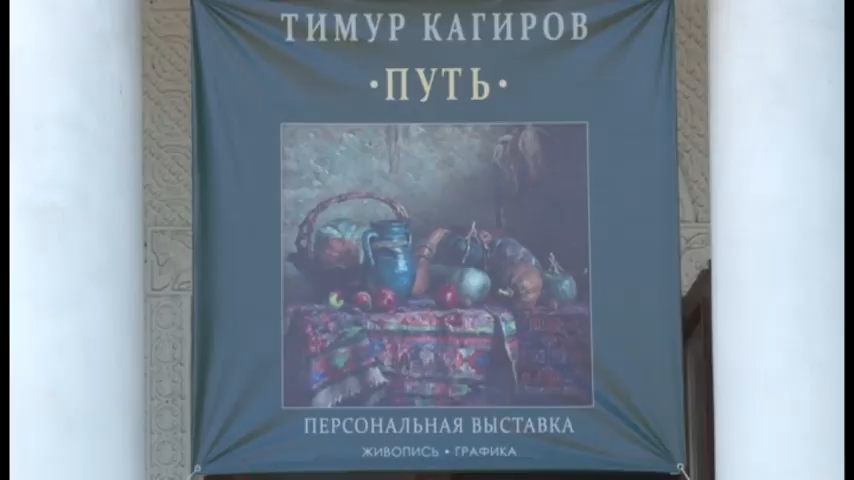 ТИМУР КАГИРОВ
•ПУТЬ•
ПЕРСОНАЛЬНАЯ ВЫСТАВКА
ЖИВОПИСЬ • ГРАФИКА